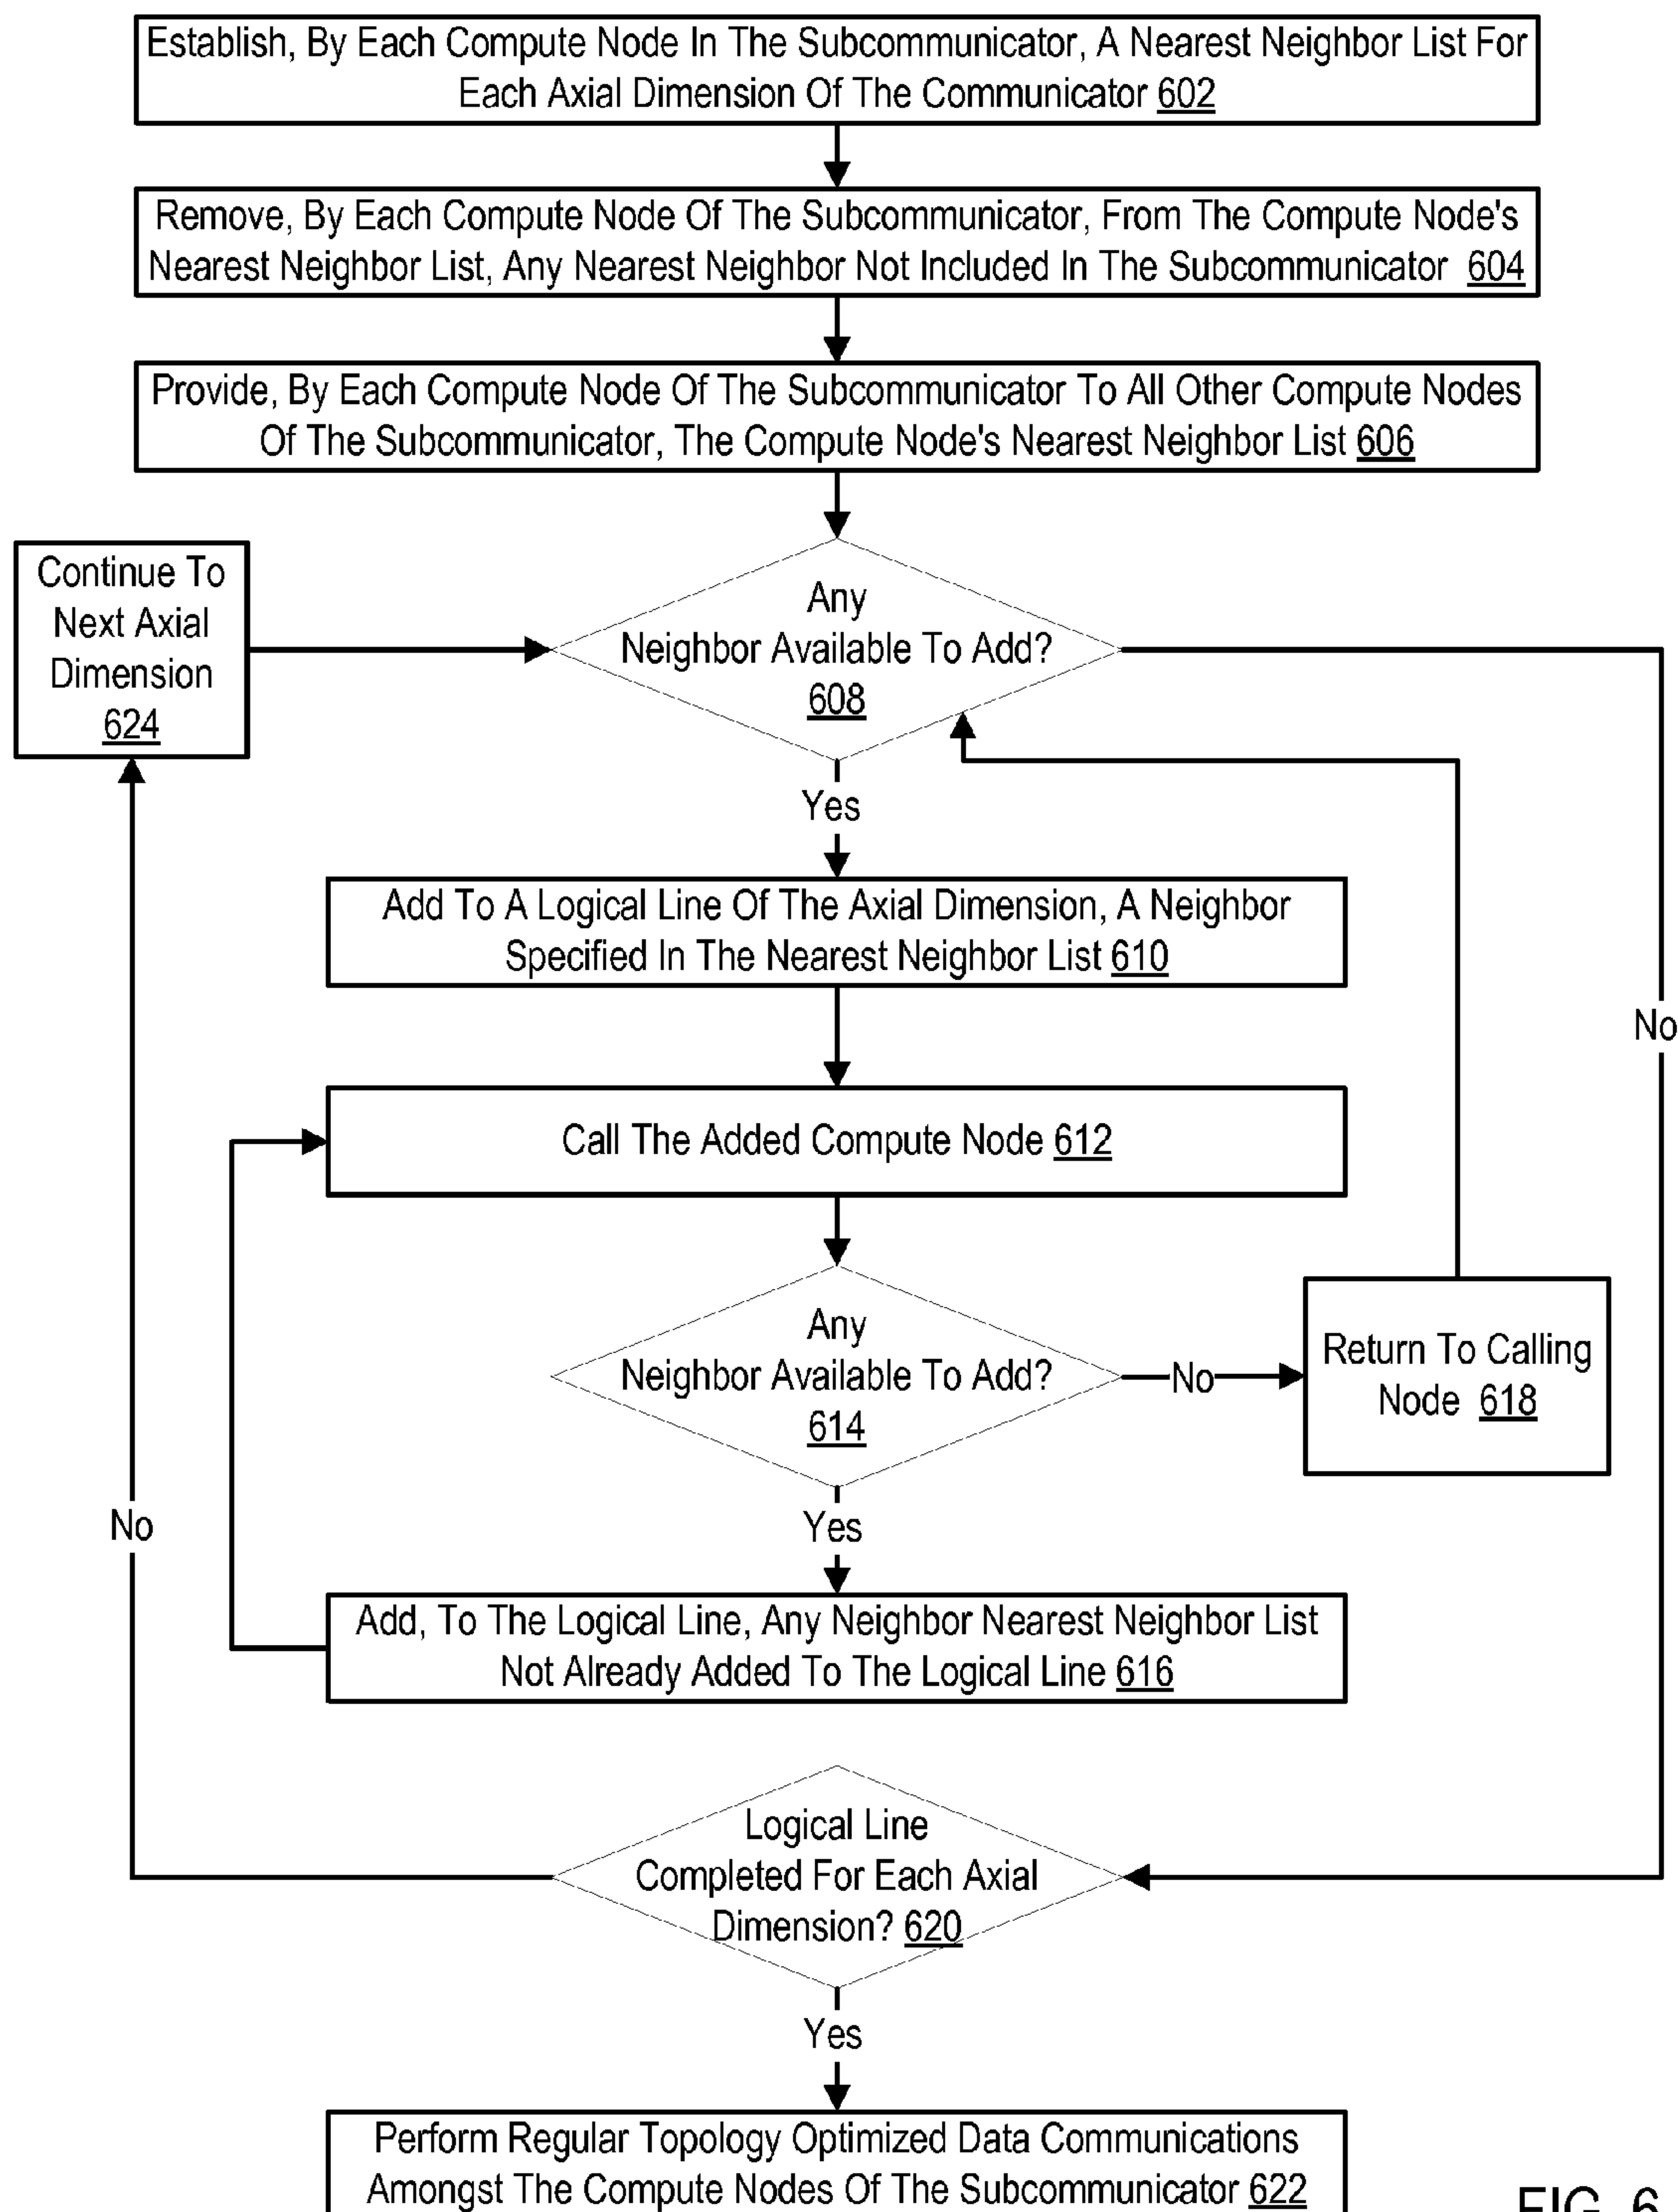 Establish, By Each Compute Node In The Subcommunicator, A Nearest Neighbor List For
Each Axial Dimension Of The Communicator 602
Remove, By Each Compute Node Of The Subcommunicator, From The Compute Node's
Nearest Neighbor List, Any Nearest Neighbor Not Included In The Subcommunicator 604
Provide, By Each Compute Node Of The Subcommunicator To All Other Compute Nodes
Of The Subcommunicator, The Compute Node's Nearest Neighbor List 606
Continue To
Next Axial
Dimension
624
Any
Neighbor Available To Add?
608
Yes
Add To A Logical Line Of The Axial Dimension, A Neighbor
Specified In The Nearest Neighbor List 610
No
Call The Added Compute Node 612
Any
Neighbor Available To Add?
614
No
Return To Calling
Node 618
Yes
No
Add, To The Logical Line, Any Neighbor Nearest Neighbor List
Not Already Added To The Logical Line 616
Logical Line
Completed For Each Axial
Dimension? 620
Yes
Perform Regular Topology Optimized Data Communications
Amongst The Compute Nodes Of The Subcommunicator 622
FIG. 6